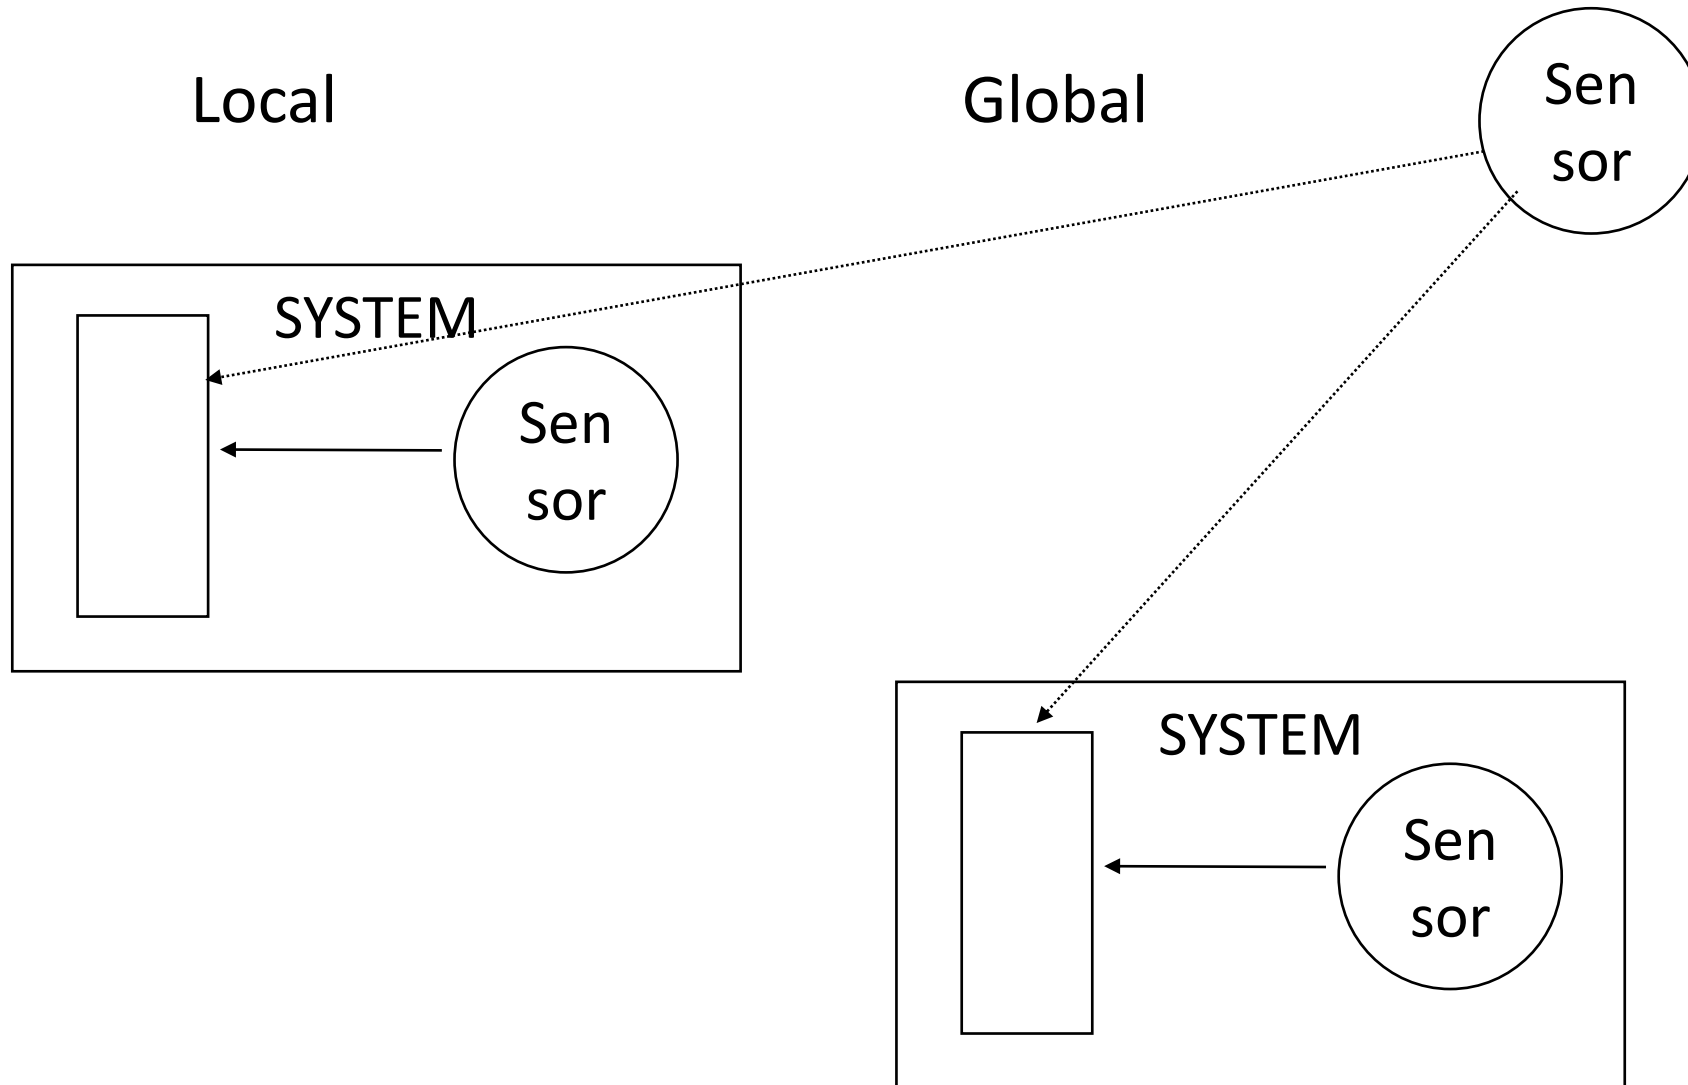 Local
Global
Sen
sor
SYSTEM
Sen
sor
SYSTEM
Sen
sor